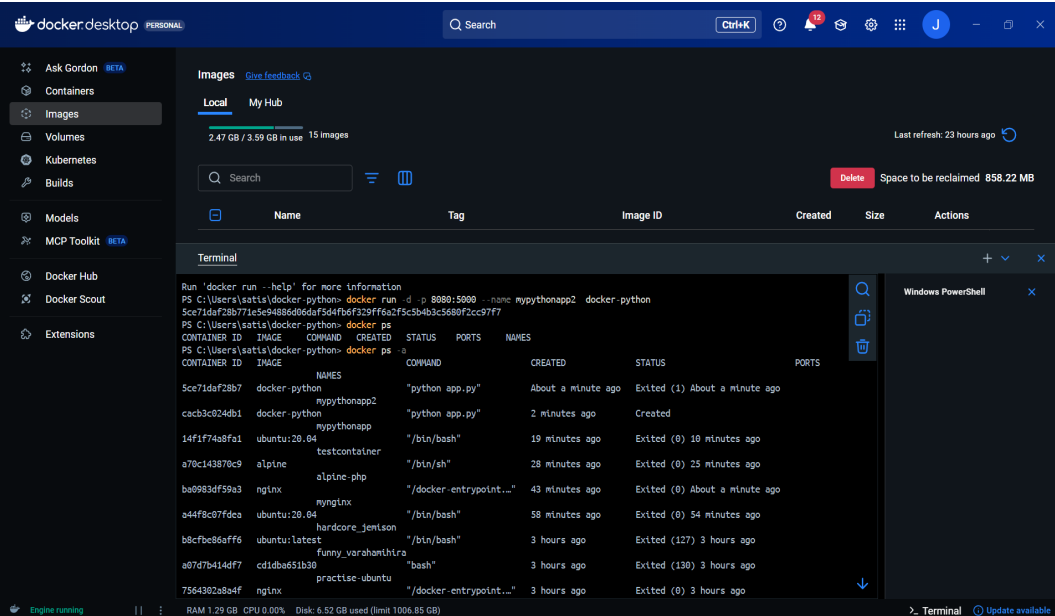 docker.desktop PERSONAL
Search Ctrl+K
12
J
Ask Gordon BETA
Containers
Images
Volumes
Kubernetes
Builds
Models
MCP Toolkit BETA
Docker Hub
Docker Scout
Extensions
Images Give feedback
Local My Hub
2.47 GB / 3.59 GB in use 15 images
Last refresh: 23 hours ago
Search
Delete Space to be reclaimed 858.22 MB
Name Tag Image ID Created Size Actions
Terminal
Windows PowerShell
Run 'docker run --help' for more information
PS C:\Users\satis\docker-python> docker run -d -p 8080:5000 --name mypythonapp2 docker-python
5ce71daf28b771e5e94886d06daf5d4fb6f329ff6a2f5c5b4b3c5680f2cc97f7
PS C:\Users\satis\docker-python> docker ps
CONTAINER ID IMAGE COMMAND CREATED STATUS PORTS NAMES
PS C:\Users\satis\docker-python> docker ps -a
CONTAINER ID IMAGE COMMAND CREATED STATUS PORTS
NAMES
5ce71daf28b7 docker-python "python app.py" About a minute ago Exited (1) About a minute ago
mypythonapp2
cacb3c024db1 docker-python "python app.py" 2 minutes ago Created
mypythonapp
14f1f74a8fa1 ubuntu:20.04 "/bin/bash" 19 minutes ago Exited (0) 10 minutes ago
testcontainer
a70c143870c9 alpine "/bin/sh" 28 minutes ago Exited (0) 25 minutes ago
alpine-php
ba0983df59a3 nginx "/docker-entrypoint.…" 43 minutes ago Exited (0) About a minute ago
mynginx
a44f8c07fdea ubuntu:20.04 "/bin/bash" 58 minutes ago Exited (0) 54 minutes ago
hardcore_jemison
b8cfbe86aff6 ubuntu:latest "/bin/bash" 3 hours ago Exited (127) 3 hours ago
funny_varahamihira
a07d7b414df7 cd1dba651b30 "bash" 3 hours ago Exited (130) 3 hours ago
practise-ubuntu
7564302a8a4f nginx "/docker-entrypoint.…" 3 hours ago Exited (0) 3 hours ago
Engine running RAM 1.29 GB CPU 0.00% Disk: 6.52 GB used (limit 1006.85 GB) >_ Terminal Update available